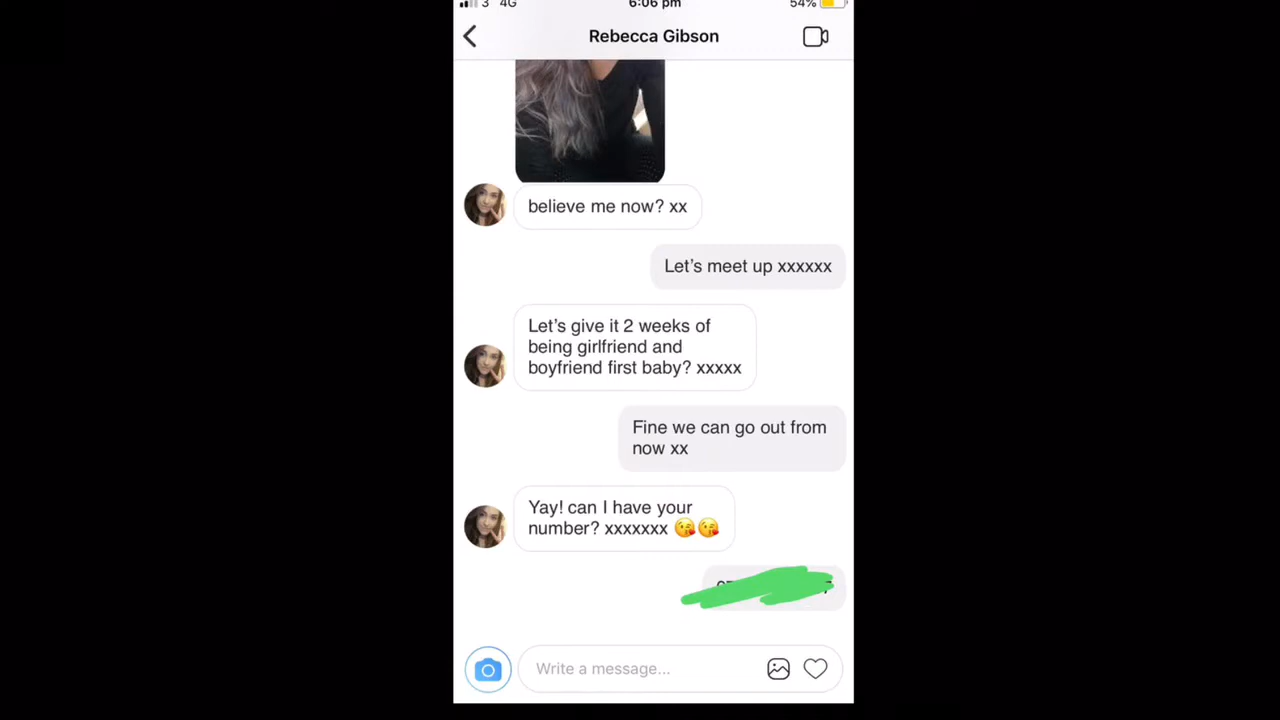 3 4G 6:06 pm 54%
Rebecca Gibson
believe me now? xx
Let's meet up xxxxxx
Let's give it 2 weeks of
being girlfriend and
boyfriend first baby? xxxxx
Fine we can go out from
now xx
Yay! can I have your
number? xxxxxxx 😘😘
Write a message...